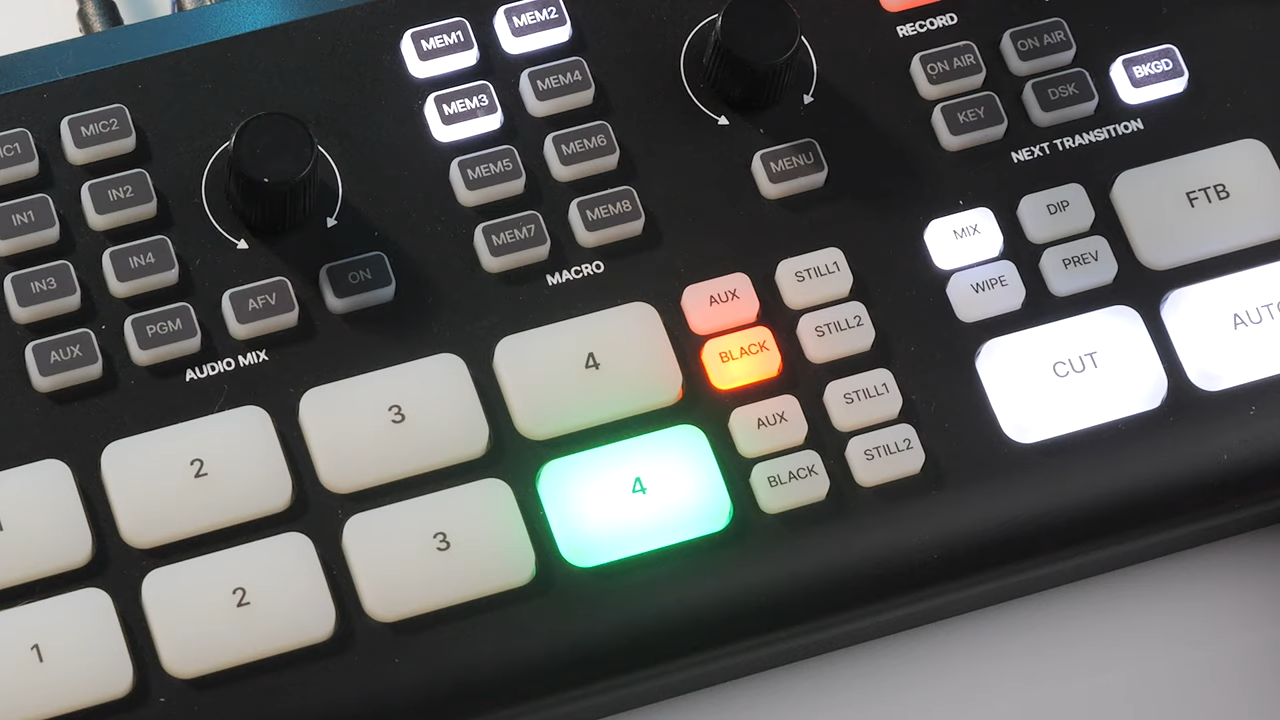 MEM1
MEM2
MEM3
MEM4
MEM5
MEM6
MEM7
MEM8
MACRO
RECORD
ON AIR
ON AIR
BKGD
KEY
DSK
NEXT TRANSITION
MENU
MIC2
IN1
IN2
IN3
IN4
AUX
PGM
AFV
ON
AUDIO MIX
MIX
DIP
FTB
WIPE
PREV
CUT
AUX
STILL1
BLACK
STILL2
AUX
STILL1
BLACK
STILL2
2
3
4
1
2
3
4